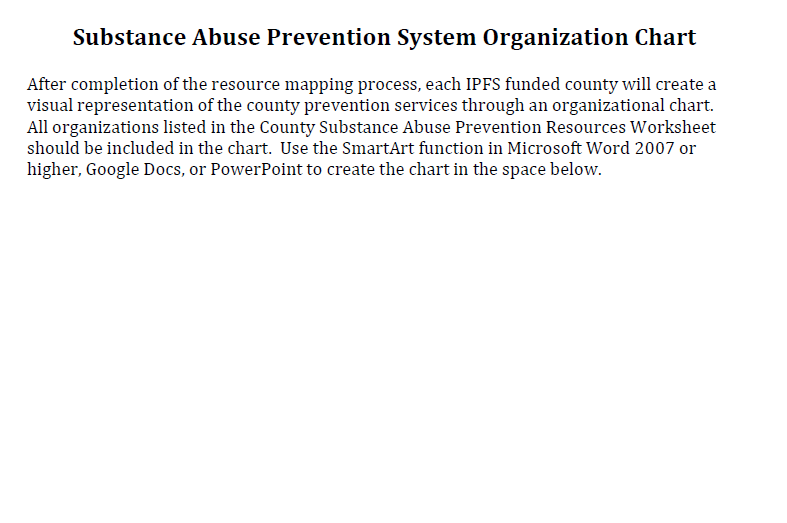 Substance Abuse Prevention System Organization Chart
After completion of the resource mapping process, each IPFS funded county will create a
visual representation of the county prevention services through an organizational chart.
All organizations listed in the County Substance Abuse Prevention Resources Worksheet
should be included in the chart.  Use the SmartArt function in Microsoft Word 2007 or
higher, Google Docs, or PowerPoint to create the chart in the space below.